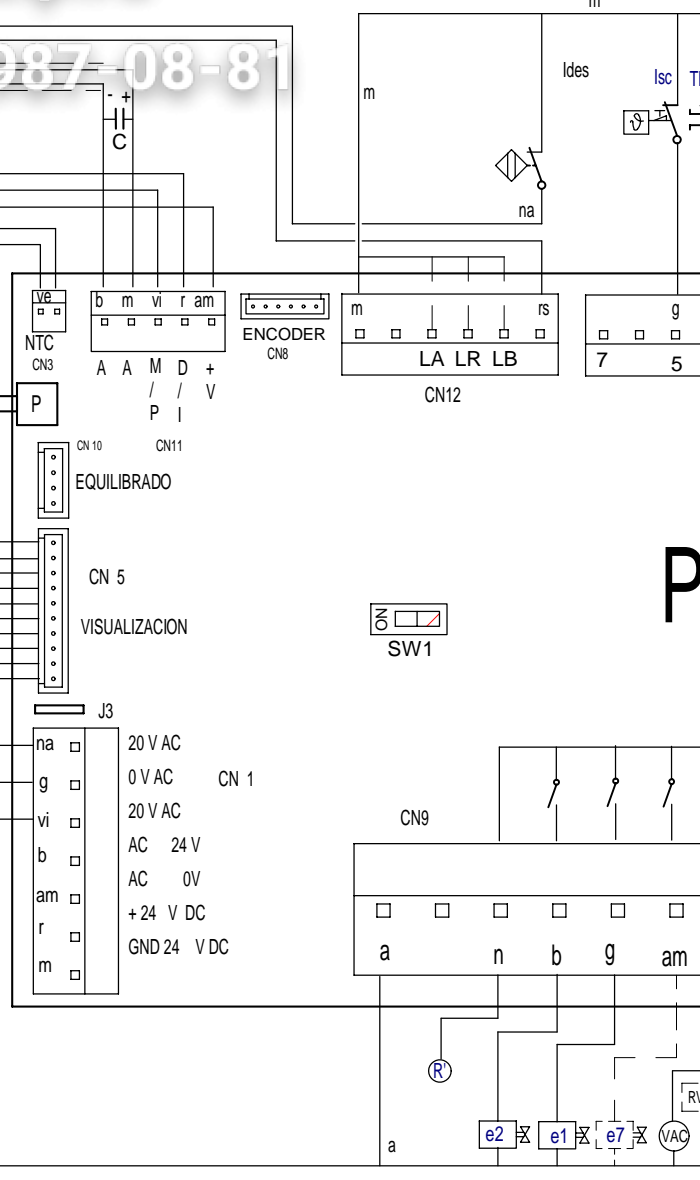 m
987-08-81
Ides
Isc
m
- +
C
na
ve
b m vi r am
m
rs
g
NTC
CN3
ENCODER
CN8
A A M / P D / I + V
LA LR LB
7
5
CN12
P
CN 10
CN11
EQUILIBRADO
CN 5
VISUALIZACION
P
ON
SW1
J3
na
20 V AC
g
0 V AC
CN 1
vi
20 V AC
b
AC 24 V
am
AC 0V
r
+ 24 V DC
m
GND 24 V DC
CN9
a n b g am
R'
a
e2
e1
e7
VAC